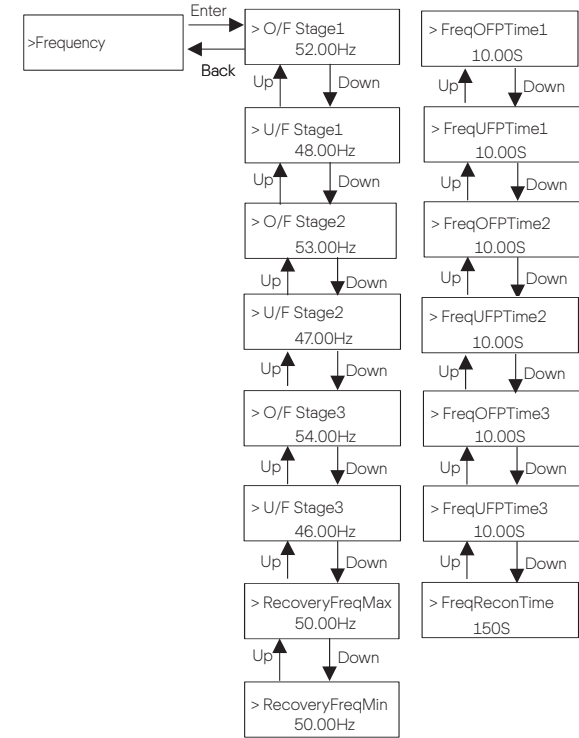 >Frequency
Enter
Back
> O/F Stage1
52.00Hz
Up
Down
> U/F Stage1
48.00Hz
Up
Down
> O/F Stage2
53.00Hz
Up
Down
> U/F Stage2
47.00Hz
Up
Down
> O/F Stage3
54.00Hz
Up
Down
> U/F Stage3
46.00Hz
Up
Down
> RecoveryFreqMax
50.00Hz
Up
Down
> RecoveryFreqMin
50.00Hz
> FreqOFPTime1
10.00S
Up
Down
> FreqUFPTime1
10.00S
Up
Down
> FreqOFPTime2
10.00S
Up
Down
> FreqUFPTime2
10.00S
Up
Down
> FreqOFPTime3
10.00S
Up
Down
> FreqUFPTime3
10.00S
Up
Down
> FreqReconTime
150S